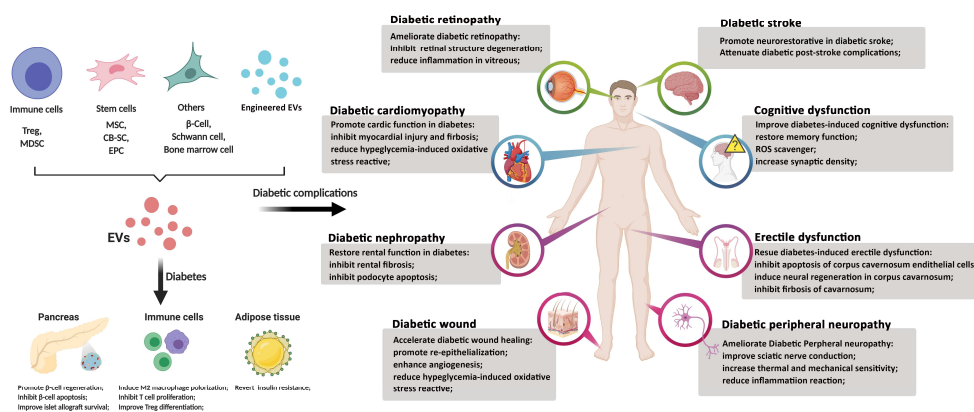 Immune cells
Treg,
MDSC
Stem cells
MSC,
CB-SC,
EPC
Others
β-Cell,
Schwann cell,
Bone marrow cell
Engineered EVs
EVs
Diabetic complications
Diabetes
Pancreas
Promote β-cell regeneration;
Inhibit β-cell apoptosis;
Improve islet allograft survival;
Immune cells
Induce M2 macrophage polorization;
Inhibit T cell proliferation;
Improve Treg differentiation;
Adipose tissue
Revert insulin resistance;
Diabetic retinopathy
Ameliorate diabetic retinopathy:
Inhibit retinal structure degeneration;
reduce inflammation in vitreous;
Diabetic cardiomyopathy
Promote cardic function in diabetes:
inhibit myocardial injury and firbosis;
reduce hypeglycemia-induced oxidative
stress reactive;
Diabetic nephropathy
Restore rental function in diabetes:
inhibit rental fibrosis;
inhibit podocyte apoptosis;
Diabetic wound
Accelerate diabetic wound healing:
promote re-epithelialization;
enhance angiogenesis;
reduce hypeglycemia-induced oxidative
stress reactive;
Diabetic stroke
Promote neurorestorative in diabetic sroke;
Attenuate diabetic post-stroke complications;
Cognitive dysfunction
Improve diabetes-induced cognitive dysfunction:
restore memory function;
ROS scavenger;
increase synaptic density;
?
Erectile dysfunction
Resue diabetes-induced erectile dysfunction:
inhibit apoptosis of corpus cavernosum endothelial cells
induce neural regeneration in corpus cavarnosum;
inhibit firbosis of cavarnosum;
Diabetic peripheral neuropathy
Ameliorate Diabetic Peripheral neuropathy:
improve sciatic nerve conduction;
increase thermal and mechanical sensitivity;
reduce inflammatiion reaction;